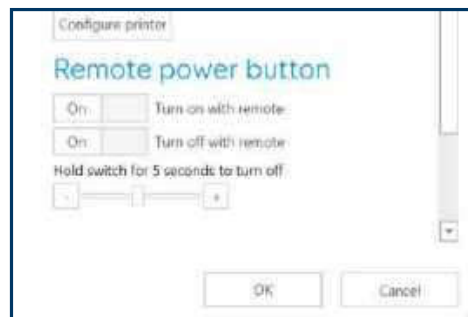 Configure printer
Remote power button
On Turn on with remote
On Turn off with remote
Hold switch for 5 seconds to turn off
- +
OK Cancel